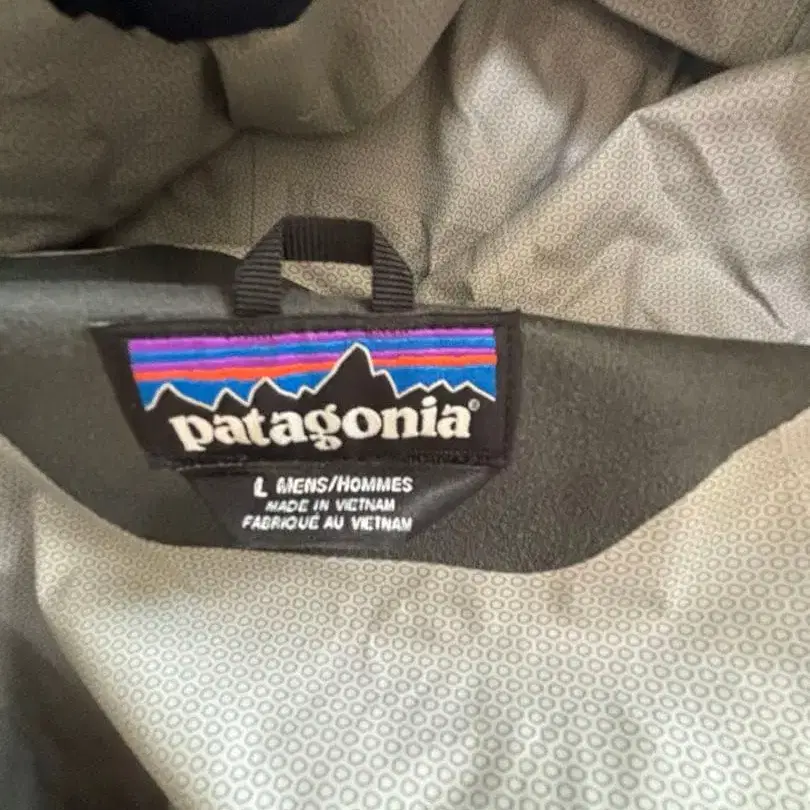 patagonia®
L MENS/HOMMES
MADE IN VIETNAM
FABRIQUÉ AU VIETNAM